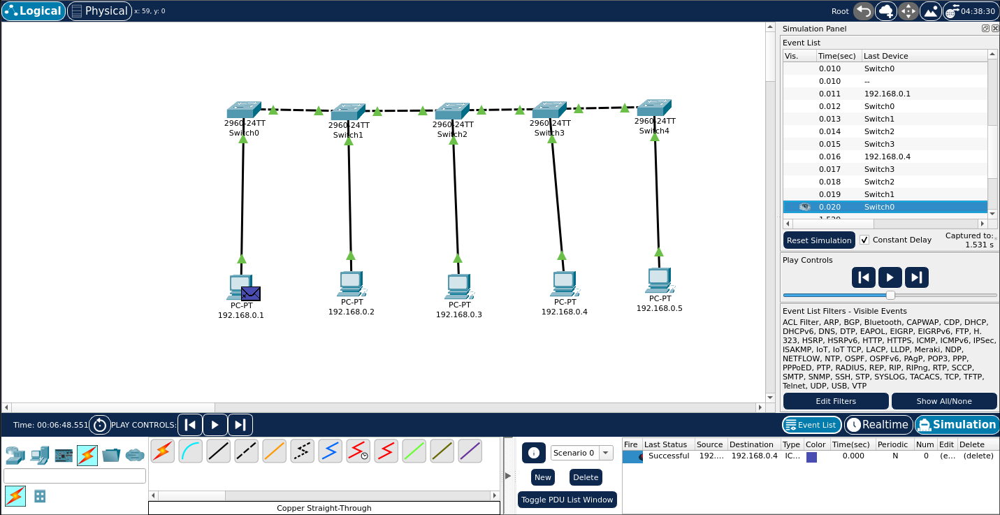 Logical
Physical
x: 59, y: 0
Root
04:38:30
2960-24TT
Switch0
2960-24TT
Switch1
2960-24TT
Switch2
2960-24TT
Switch3
2960-24TT
Switch4
PC-PT
192.168.0.1
PC-PT
192.168.0.2
PC-PT
192.168.0.3
PC-PT
192.168.0.4
PC-PT
192.168.0.5
Simulation Panel
Event List
Vis. Time(sec) Last Device
0.010 Switch0
0.010 --
0.011 192.168.0.1
0.012 Switch0
0.013 Switch1
0.014 Switch2
0.015 Switch3
0.016 192.168.0.4
0.017 Switch3
0.018 Switch2
0.019 Switch1
0.020 Switch0
Reset Simulation
Constant Delay
Captured to:
1.531 s
Play Controls
Event List Filters - Visible Events
ACL Filter, ARP, BGP, Bluetooth, CAPWAP, CDP, DHCP,
DHCPv6, DNS, DTP, EAPOL, EIGRP, EIGRPv6, FTP, H.
323, HSRP, HSRPv6, HTTP, HTTPS, ICMP, ICMPv6, IPSec,
ISAKMP, IoT, IoT TCP, LACP, LLDP, Meraki, NDP,
NETFLOW, NTP, OSPF, OSPFv6, PAgP, POP3, PPP,
PPPoED, PTP, RADIUS, REP, RIP, RIPng, RTP, SCCP,
SMTP, SNMP, SSH, STP, SYSLOG, TACACS, TCP, TFTP,
Telnet, UDP, USB, VTP
Edit Filters
Show All/None
Time: 00:06:48.551
PLAY CONTROLS:
Event List
Realtime
Simulation
Copper Straight-Through
Scenario 0
New
Delete
Toggle PDU List Window
Fire Last Status Source Destination Type Color Time(sec) Periodic Num Edit Delete
Successful 192.... 192.168.0.4 IC... 0.000 N 0 (e... (delete)